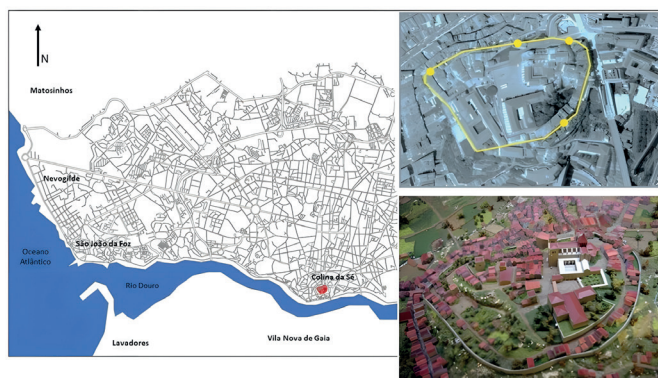 N
Matosinhos
Nevogilde
São João da Foz
Colina da Sé
Oceano
Atlântico
Rio Douro
Lavadores
Vila Nova de Gaia